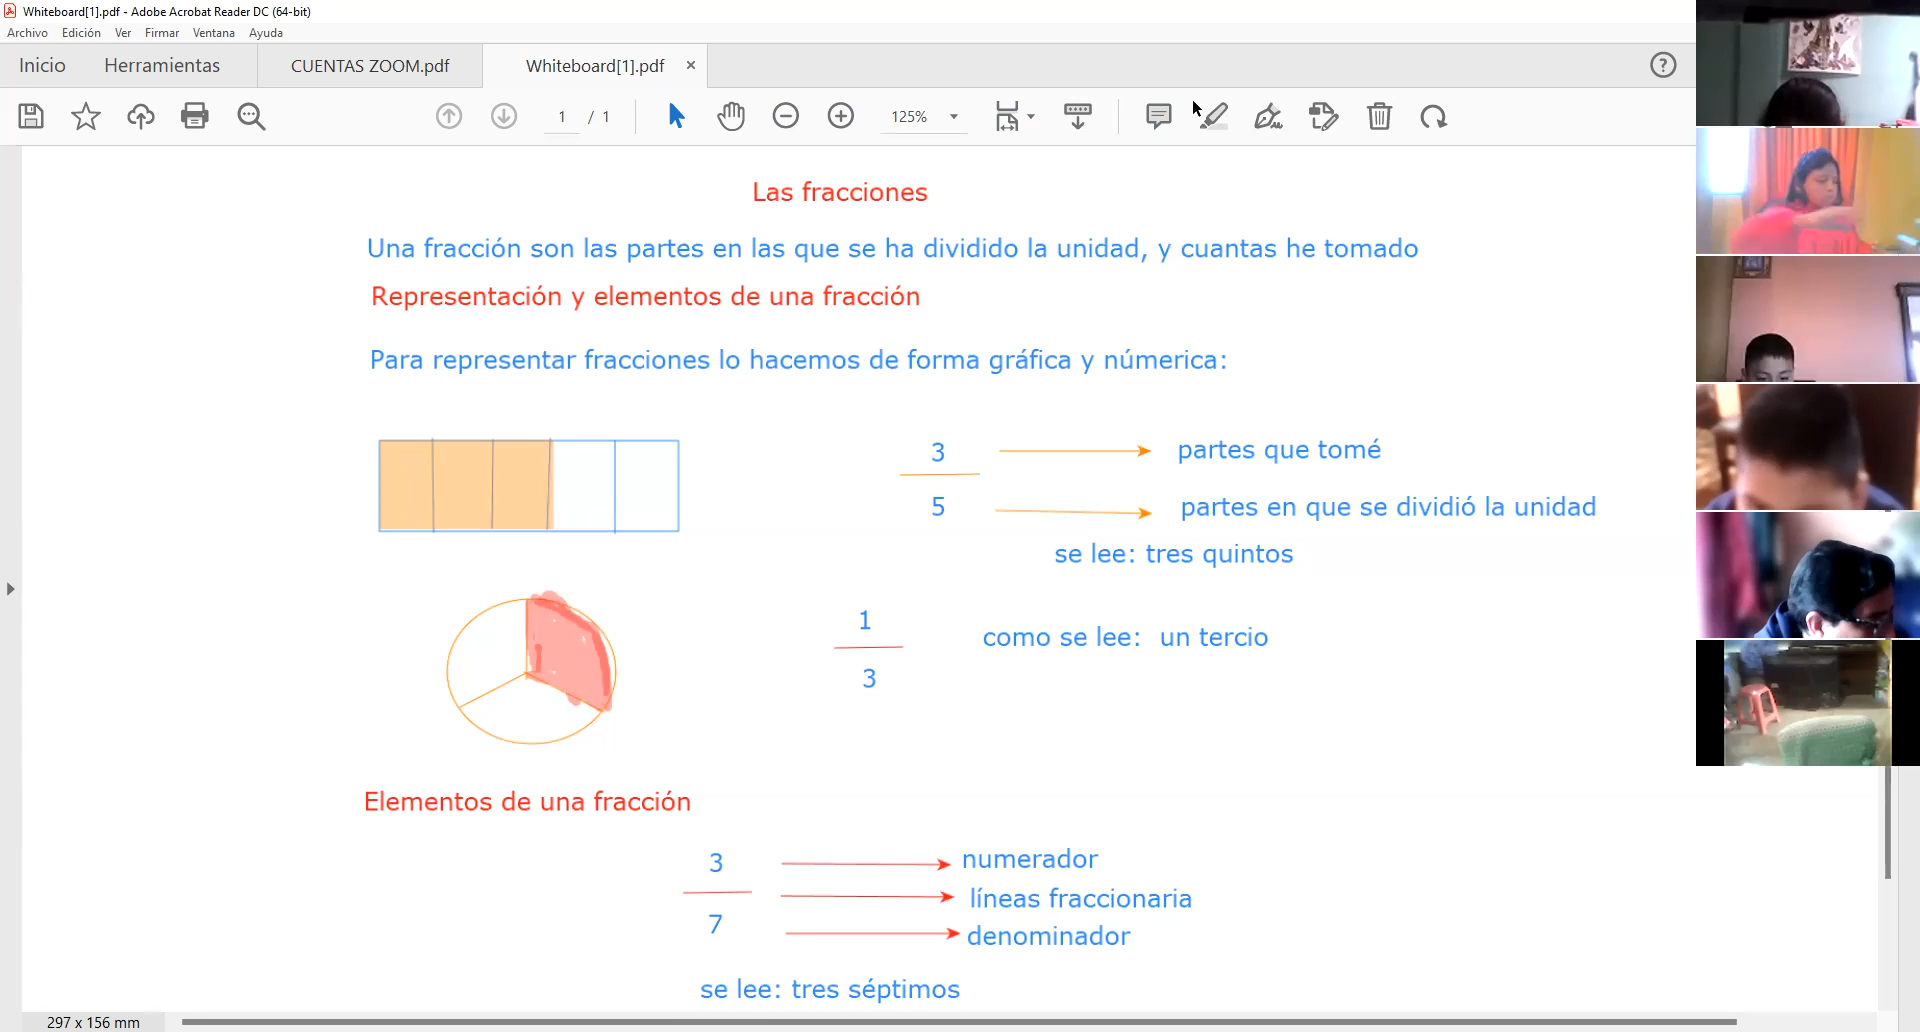 Whiteboard[1].pdf - Adobe Acrobat Reader DC (64-bit)
Archivo Edición Ver Firmar Ventana Ayuda
Inicio Herramientas CUENTAS ZOOM.pdf Whiteboard[1].pdf ×
1 / 1 125%
Las fracciones
Una fracción son las partes en las que se ha dividido la unidad, y cuantas he tomado
Representación y elementos de una fracción
Para representar fracciones lo hacemos de forma gráfica y númerica:
3 partes que tomé
5 partes en que se dividió la unidad
se lee: tres quintos
1
como se lee: un tercio
3
Elementos de una fracción
3 numerador
líneas fraccionaria
7 denominador
se lee: tres séptimos
297 x 156 mm